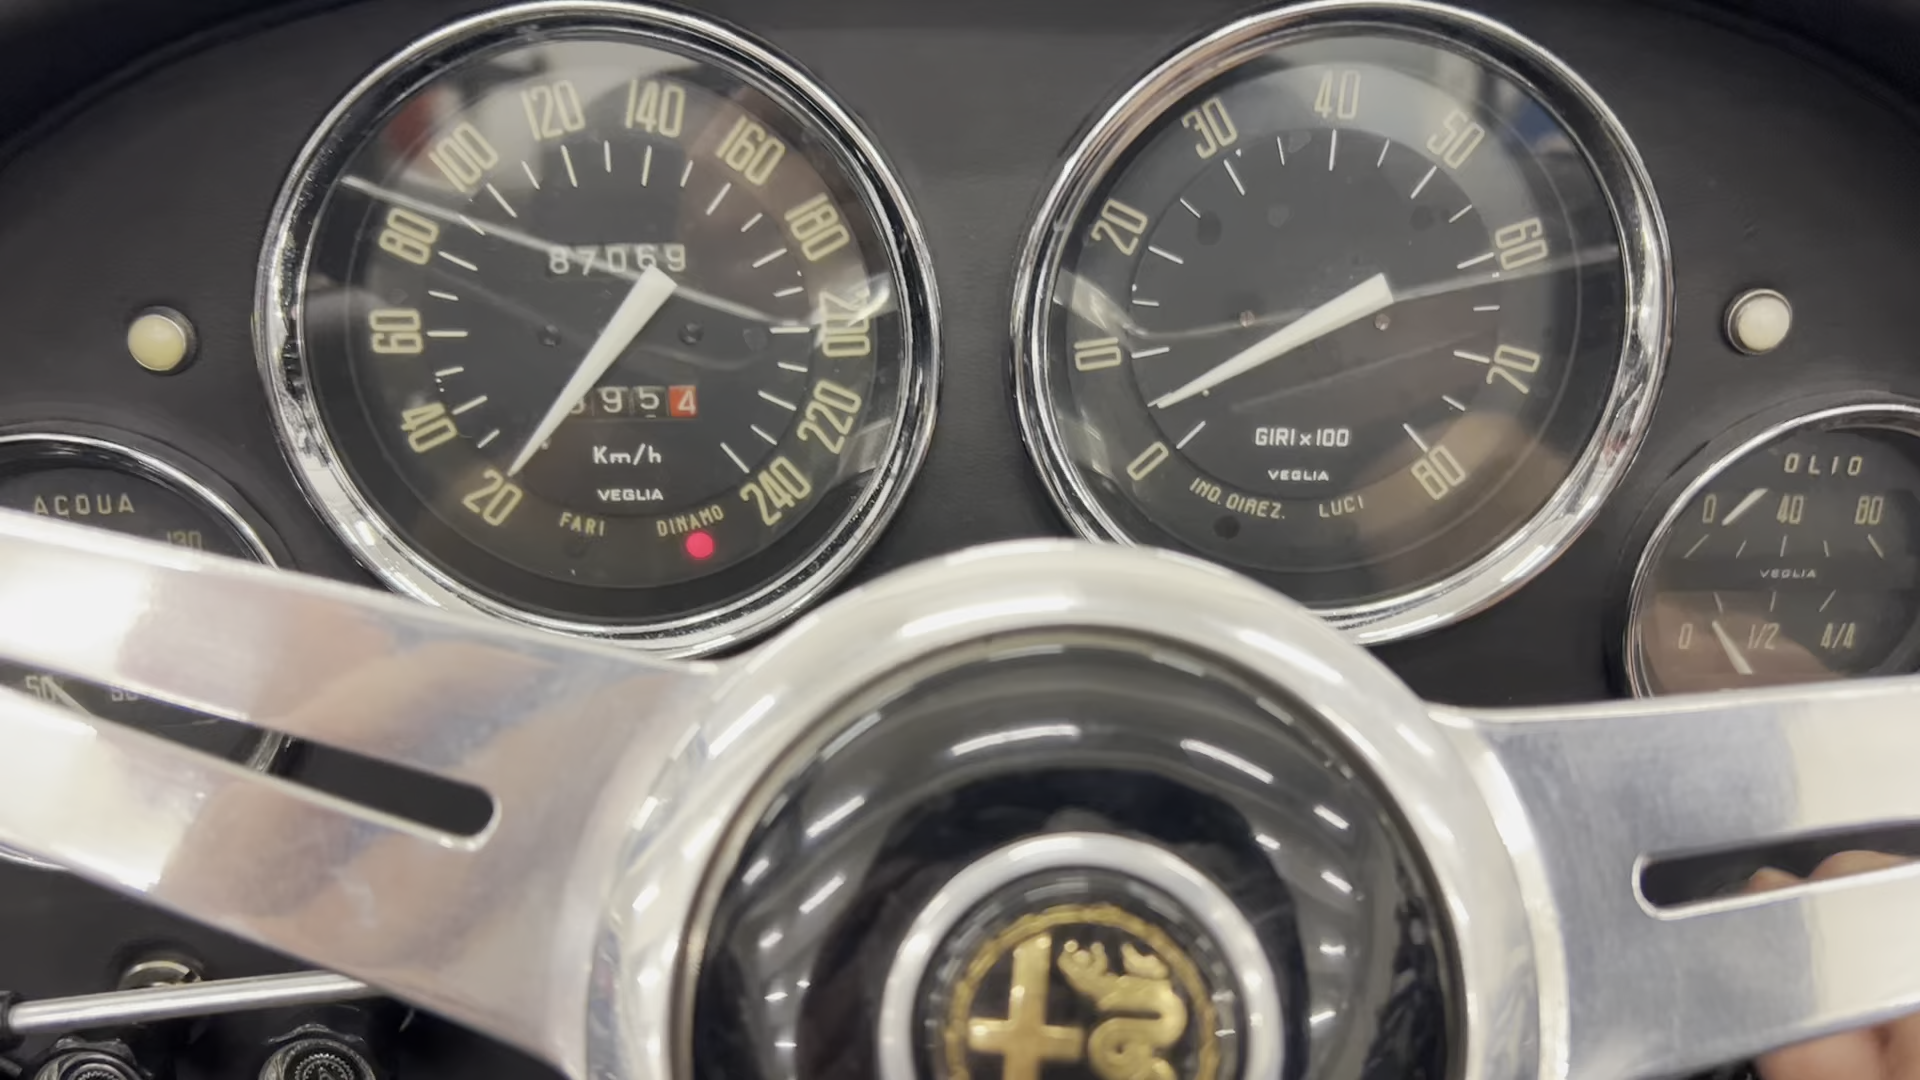 20 40 60 80 100 120 140 160 180 200 220 240
87069
954
Km/h
VEGLIA
FARI DINAMO
0 10 20 30 40 50 60 70 80
GIRI x 100
VEGLIA
IND. DIREZ. LUCI
ACQUA
130
50
OLIO
0 40 80
VEGLIA
0 1/2 4/4